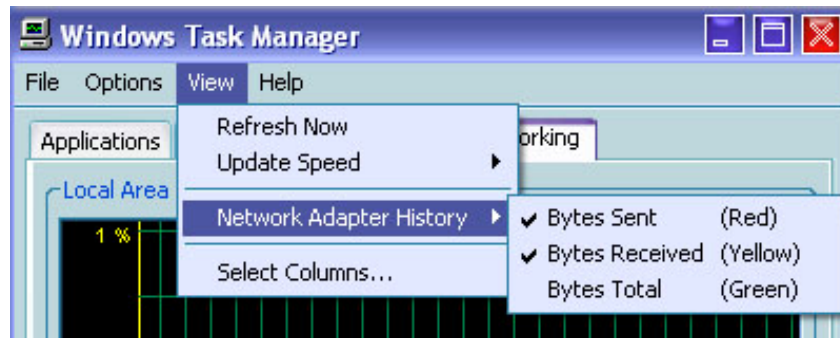 Windows Task Manager
File Options View Help
Applications
orking
Refresh Now
Update Speed
Local Area
Network Adapter History
Select Columns...
Bytes Sent (Red)
Bytes Received (Yellow)
Bytes Total (Green)
1 %